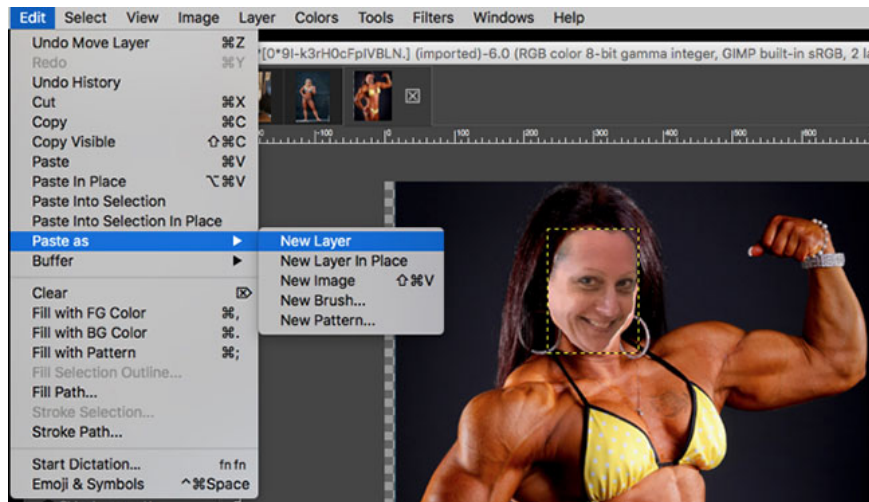 Edit Select View Image Layer Colors Tools Filters Windows Help
*[0*9I-k3rH0cFpIVBLN.] (imported)-6.0 (RGB color 8-bit gamma integer, GIMP built-in sRGB, 2 la
Undo Move Layer ⌘Z
Redo ⌘Y
Undo History
Cut ⌘X
Copy ⌘C
Copy Visible ⇧⌘C
Paste ⌘V
Paste In Place ⌥⌘V
Paste Into Selection
Paste Into Selection In Place
Paste as ▶
Buffer ▶
Clear ⌦
Fill with FG Color ⌘,
Fill with BG Color ⌘.
Fill with Pattern ⌘;
Fill Selection Outline...
Fill Path...
Stroke Selection...
Stroke Path...
Start Dictation... fn fn
Emoji & Symbols ^⌘Space
New Layer
New Layer In Place
New Image ⇧⌘V
New Brush...
New Pattern...
-100 0 100 200 300 400 500 600